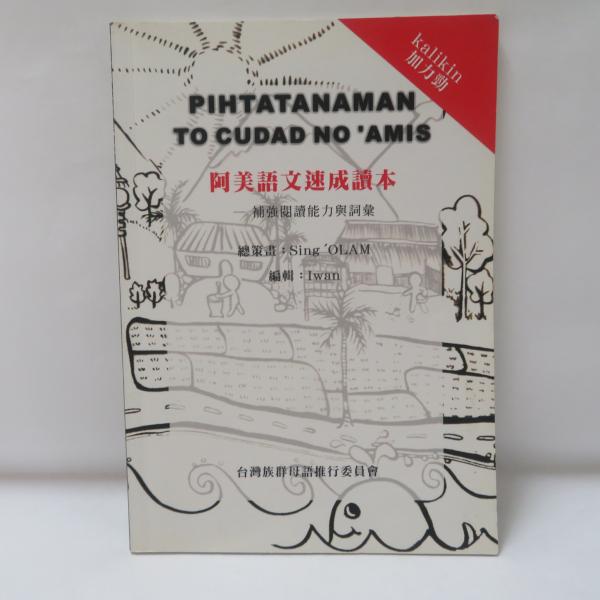 kalikin
加力勁
PIHTATANAMAN
TO CUDAD NO 'AMIS
阿美語文速成讀本
補強閱讀能力與詞彙
總策畫：Sing 'OLAM
編輯：Iwan
台灣族群母語推行委員會